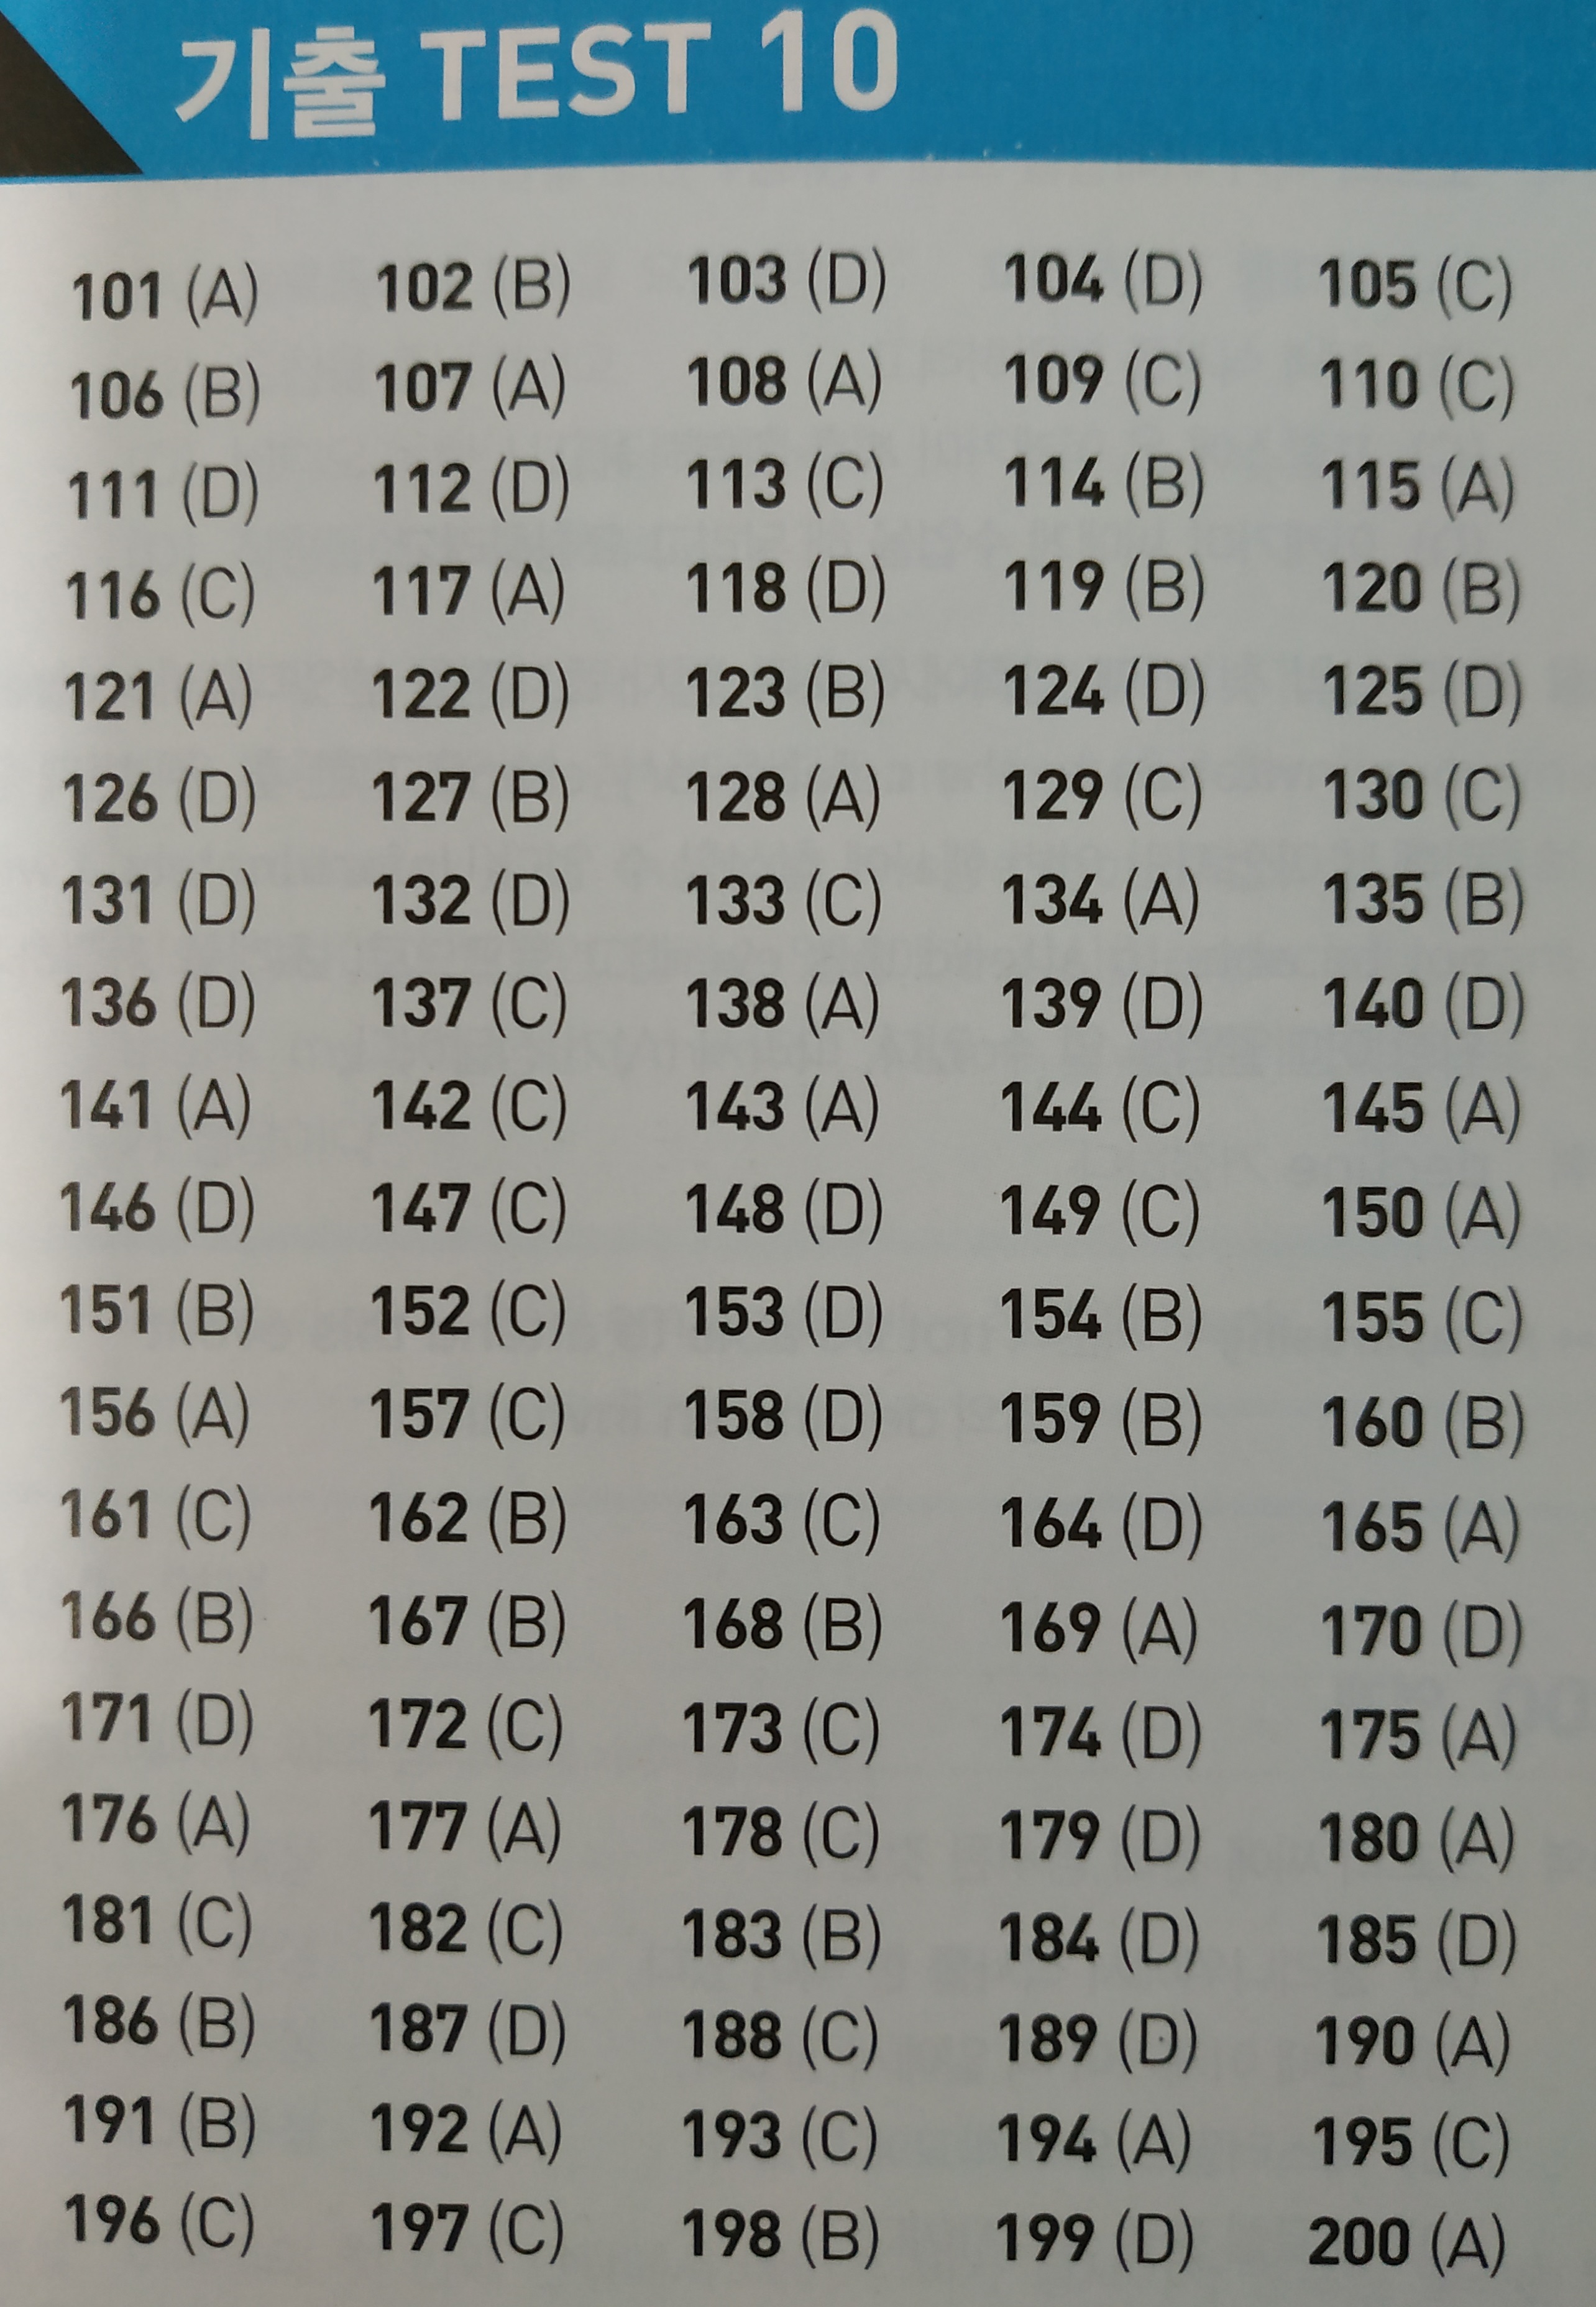 기출 TEST 10
101 (A) 102 (B) 103 (D) 104 (D) 105 (C)
106 (B) 107 (A) 108 (A) 109 (C) 110 (C)
111 (D) 112 (D) 113 (C) 114 (B) 115 (A)
116 (C) 117 (A) 118 (D) 119 (B) 120 (B)
121 (A) 122 (D) 123 (B) 124 (D) 125 (D)
126 (D) 127 (B) 128 (A) 129 (C) 130 (C)
131 (D) 132 (D) 133 (C) 134 (A) 135 (B)
136 (D) 137 (C) 138 (A) 139 (D) 140 (D)
141 (A) 142 (C) 143 (A) 144 (C) 145 (A)
146 (D) 147 (C) 148 (D) 149 (C) 150 (A)
151 (B) 152 (C) 153 (D) 154 (B) 155 (C)
156 (A) 157 (C) 158 (D) 159 (B) 160 (B)
161 (C) 162 (B) 163 (C) 164 (D) 165 (A)
166 (B) 167 (B) 168 (B) 169 (A) 170 (D)
171 (D) 172 (C) 173 (C) 174 (D) 175 (A)
176 (A) 177 (A) 178 (C) 179 (D) 180 (A)
181 (C) 182 (C) 183 (B) 184 (D) 185 (D)
186 (B) 187 (D) 188 (C) 189 (D) 190 (A)
191 (B) 192 (A) 193 (C) 194 (A) 195 (C)
196 (C) 197 (C) 198 (B) 199 (D) 200 (A)